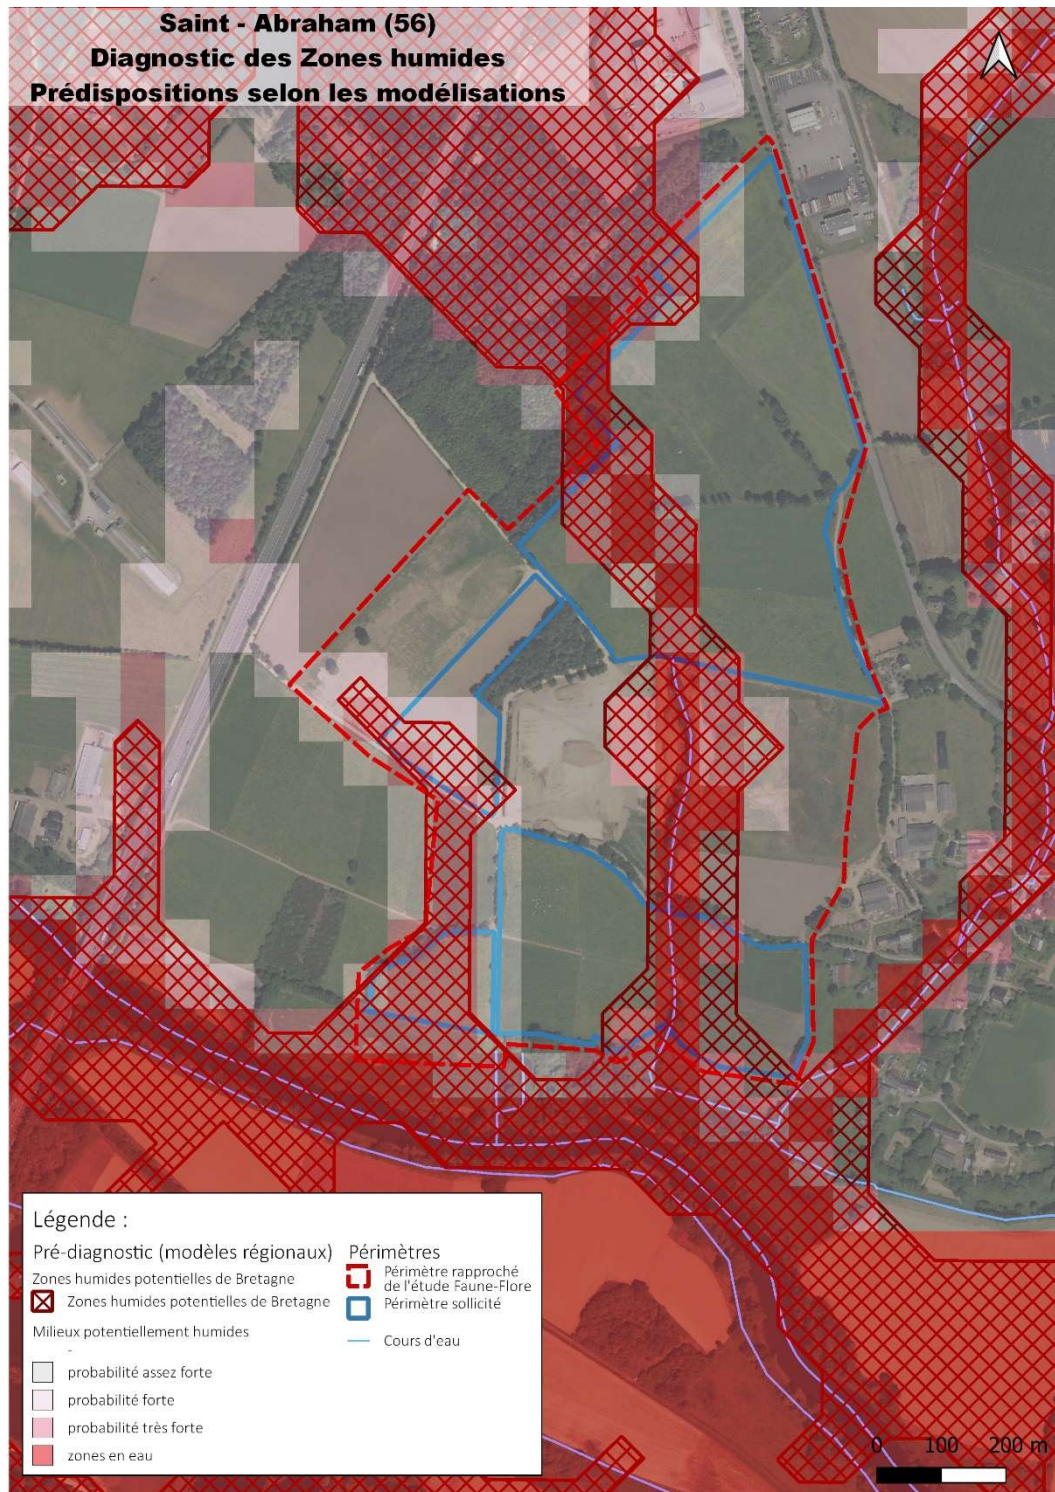 Saint - Abraham (56)
Diagnostic des Zones humides
Prédispositions selon les modélisations
Légende :
Pré-diagnostic (modèles régionaux)
Zones humides potentielles de Bretagne
Zones humides potentielles de Bretagne
Milieux potentiellement humides
-
probabilité assez forte
probabilité forte
probabilité très forte
zones en eau
Périmètres
Périmètre rapproché
de l'étude Faune-Flore
Périmètre sollicité
Cours d'eau
0 100 200 m